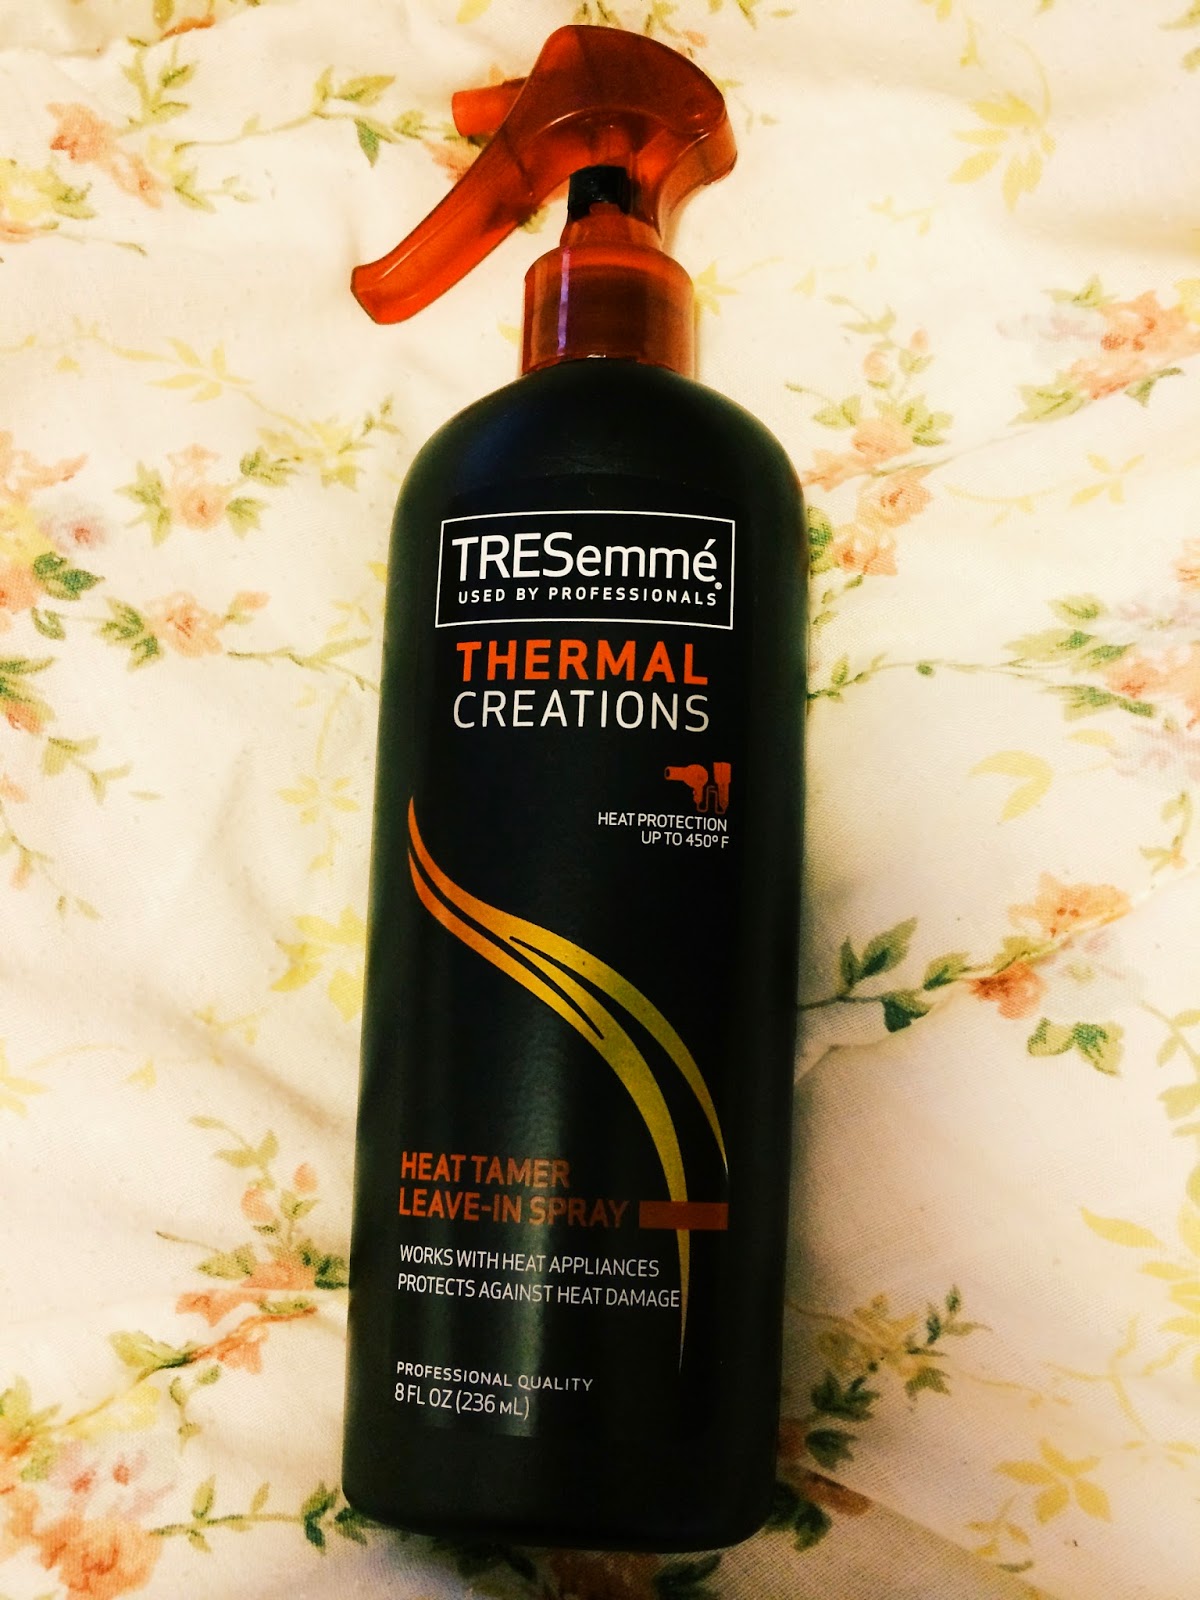 TRESemmé®
USED BY PROFESSIONALS
THERMAL
CREATIONS
HEAT PROTECTION
UP TO 450º F
HEAT TAMER
LEAVE-IN SPRAY
WORKS WITH HEAT APPLIANCES
PROTECTS AGAINST HEAT DAMAGE
PROFESSIONAL QUALITY
8 FL OZ (236 mL)